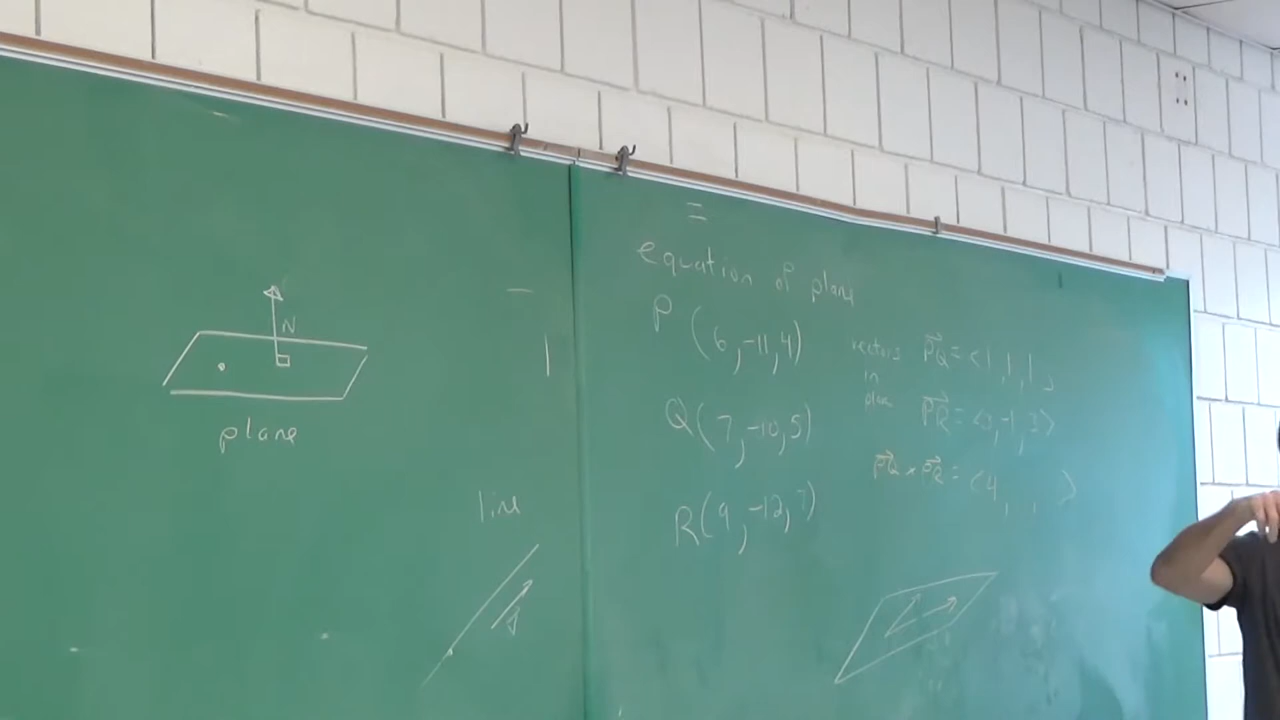 N
plane
line
=
equation of plane
P (6, -11, 4)
Q (7, -10, 5)
R (9, -12, 7)
vectors in plane
PQ = <1, 1, 1>
PR = <3, -1, 3>
PQ × PR = <4, , >